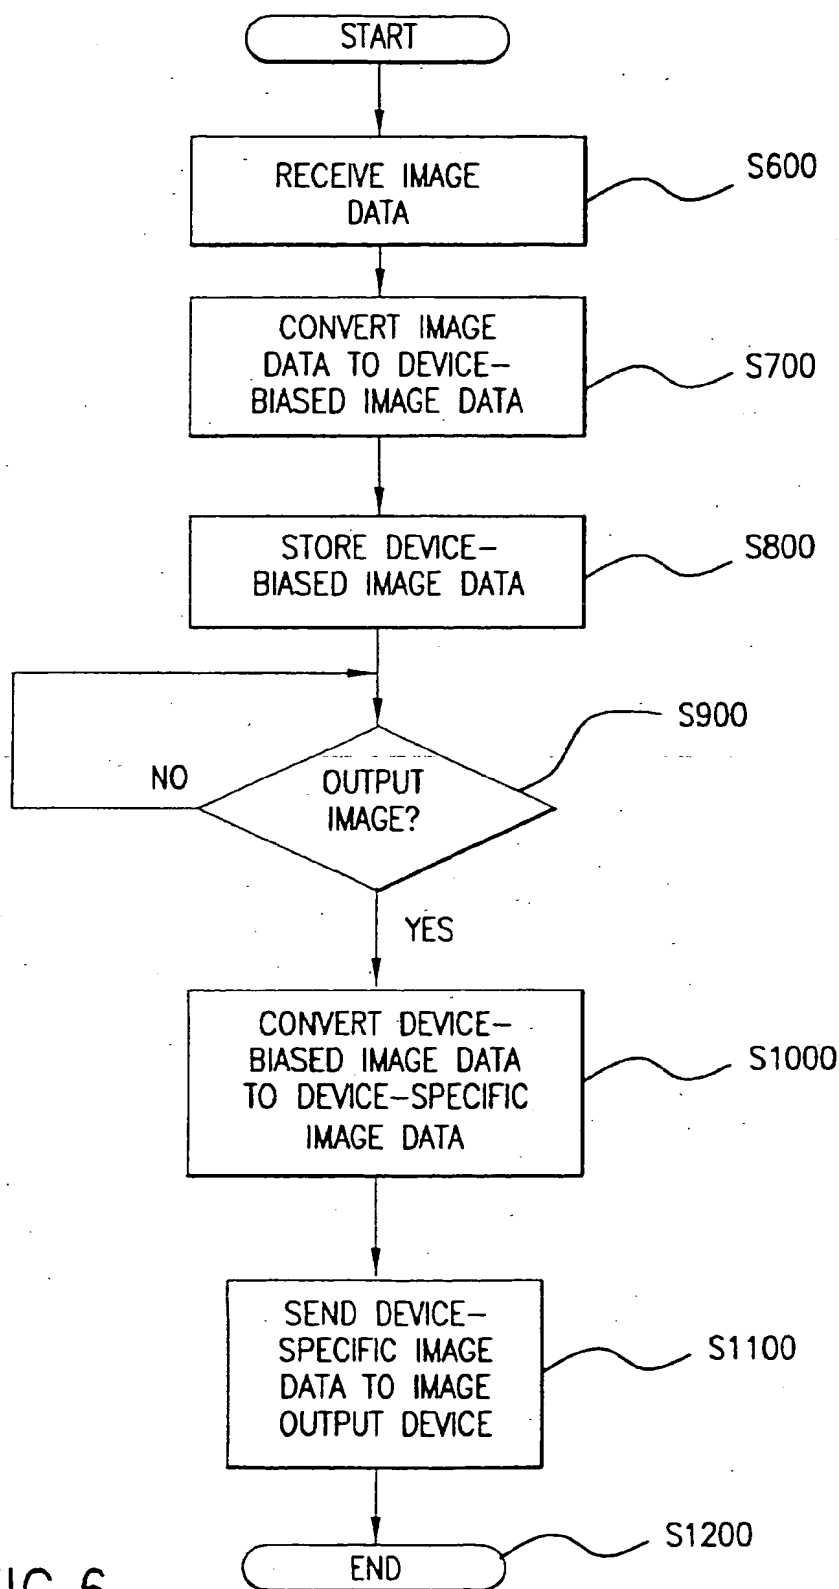 START
RECEIVE IMAGE
DATA
S600
CONVERT IMAGE
DATA TO DEVICE-
BIASED IMAGE DATA
S700
STORE DEVICE-
BIASED IMAGE DATA
S800
S900
NO
OUTPUT
IMAGE?
YES
CONVERT DEVICE-
BIASED IMAGE DATA
TO DEVICE-SPECIFIC
IMAGE DATA
S1000
SEND DEVICE-
SPECIFIC IMAGE
DATA TO IMAGE
OUTPUT DEVICE
S1100
END
S1200